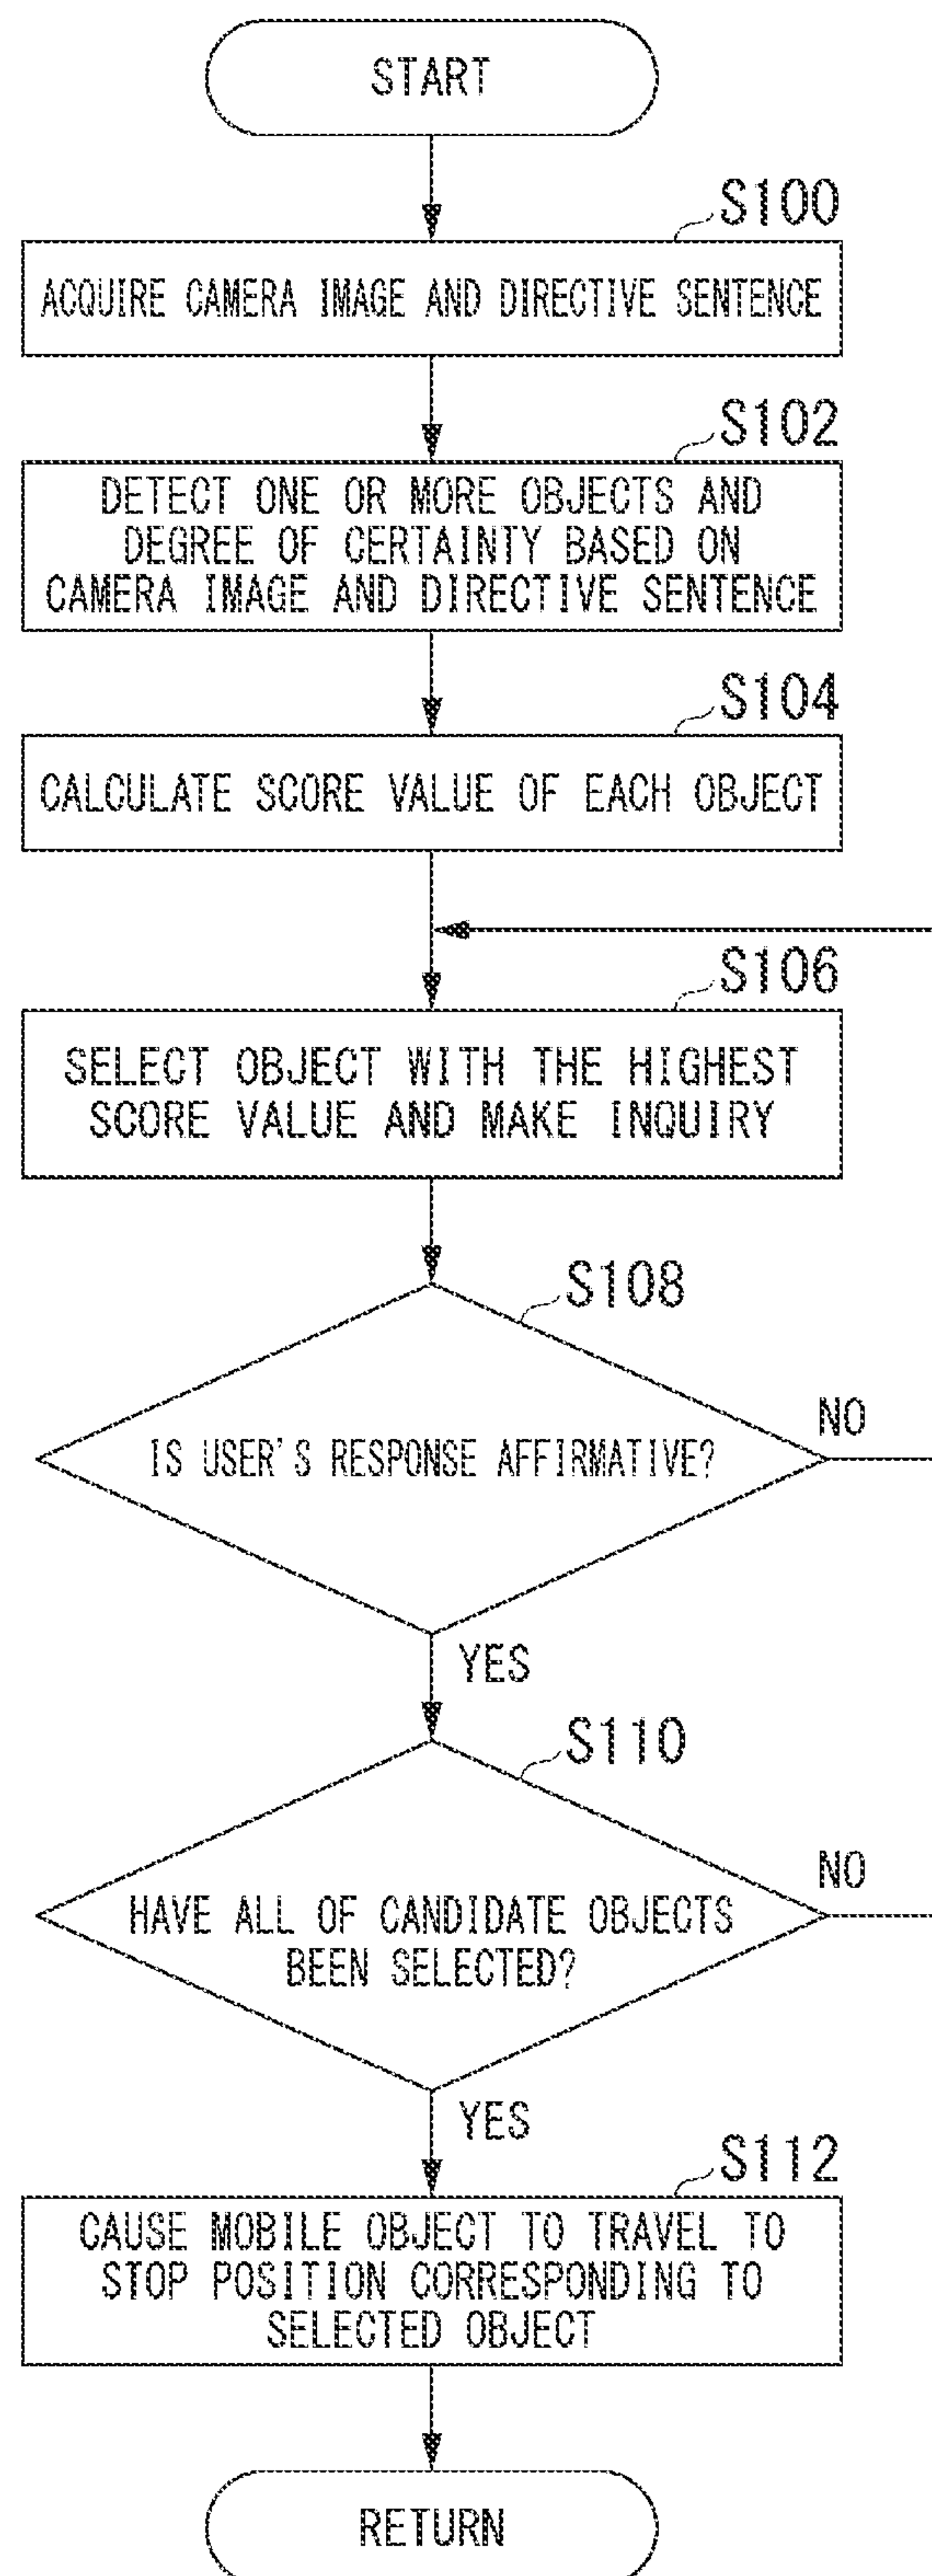 START
S100
ACQUIRE CAMERA IMAGE AND DIRECTIVE SENTENCE
S102
DETECT ONE OR MORE OBJECTS AND
DEGREE OF CERTAINTY BASED ON
CAMERA IMAGE AND DIRECTIVE SENTENCE
S104
CALCULATE SCORE VALUE OF EACH OBJECT
S106
SELECT OBJECT WITH THE HIGHEST
SCORE VALUE AND MAKE INQUIRY
S108
IS USER'S RESPONSE AFFIRMATIVE?
NO
YES
S110
HAVE ALL OF CANDIDATE OBJECTS
BEEN SELECTED?
NO
YES
S112
CAUSE MOBILE OBJECT TO TRAVEL TO
STOP POSITION CORRESPONDING TO
SELECTED OBJECT
RETURN